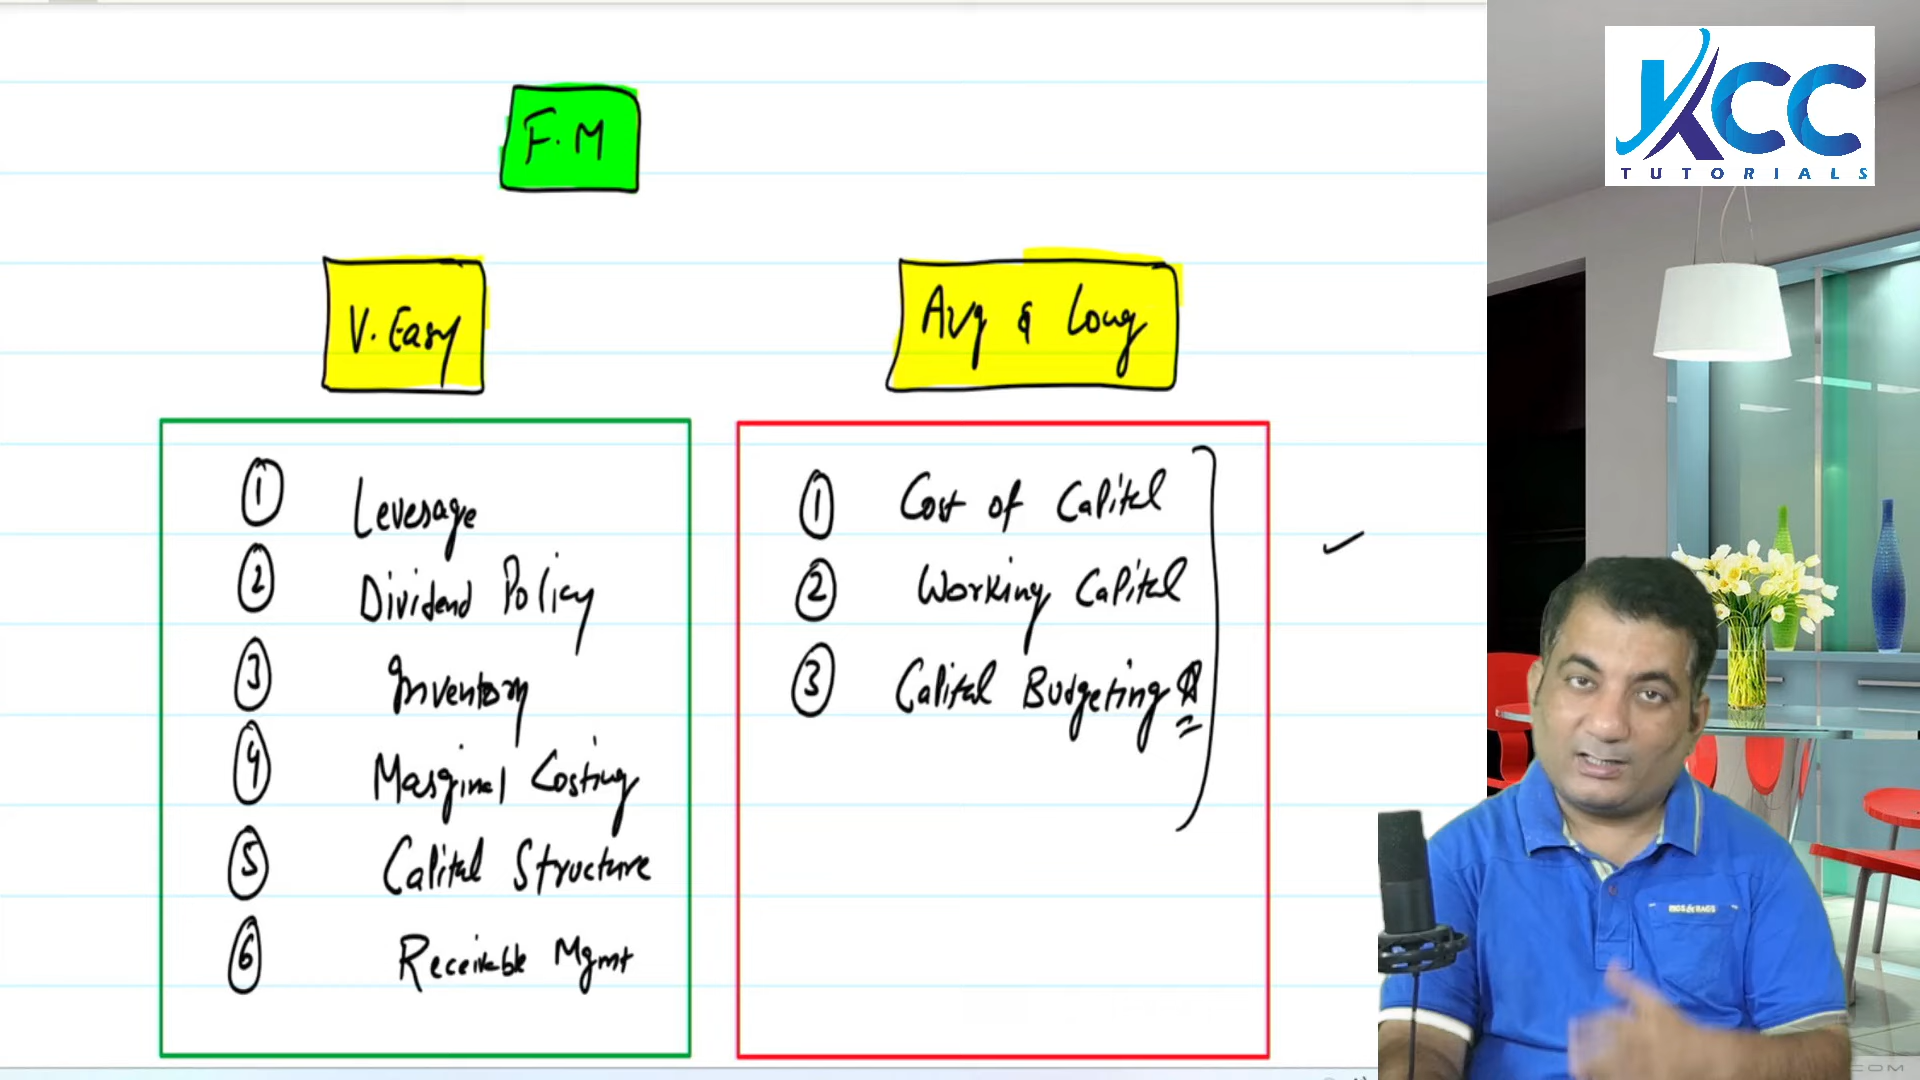 F.M
V. Easy
Avg & Long
① Leverage
② Dividend Policy
③ Inventory
④ Marginal Costing
⑤ Capital Structure
⑥ Receivable Mgmt
① Cost of Capital
② Working Capital
③ Capital Budgeting
KCC
TUTORIALS